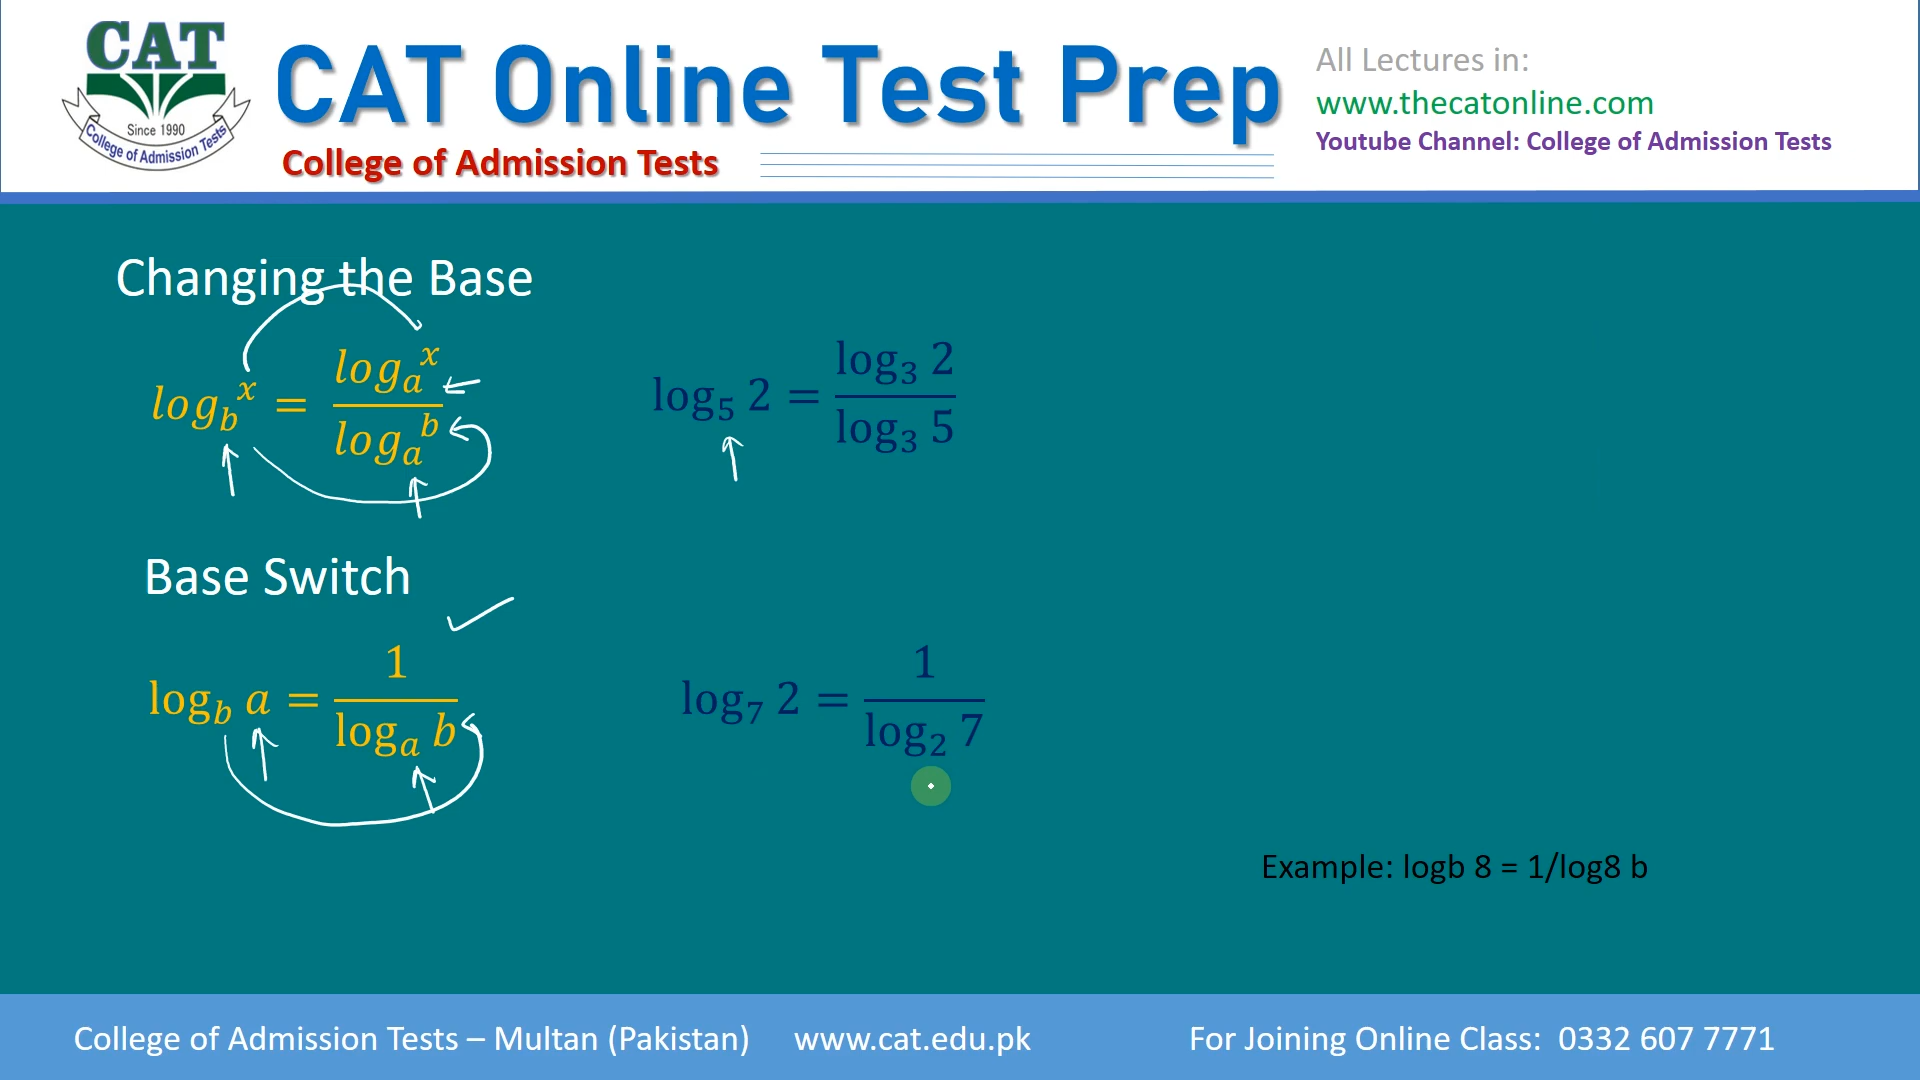 CAT
Since 1990
College of Admission Tests
CAT Online Test Prep
College of Admission Tests
All Lectures in:
www.thecatonline.com
Youtube Channel: College of Admission Tests
Changing the Base
log_b^x = log_a^x / log_a^b
log₅ 2 = log₃ 2 / log₃ 5
Base Switch
log_b a = 1 / log_a b
log₇ 2 = 1 / log₂ 7
Example: logb 8 = 1/log8 b
College of Admission Tests – Multan (Pakistan) www.cat.edu.pk For Joining Online Class: 0332 607 7771